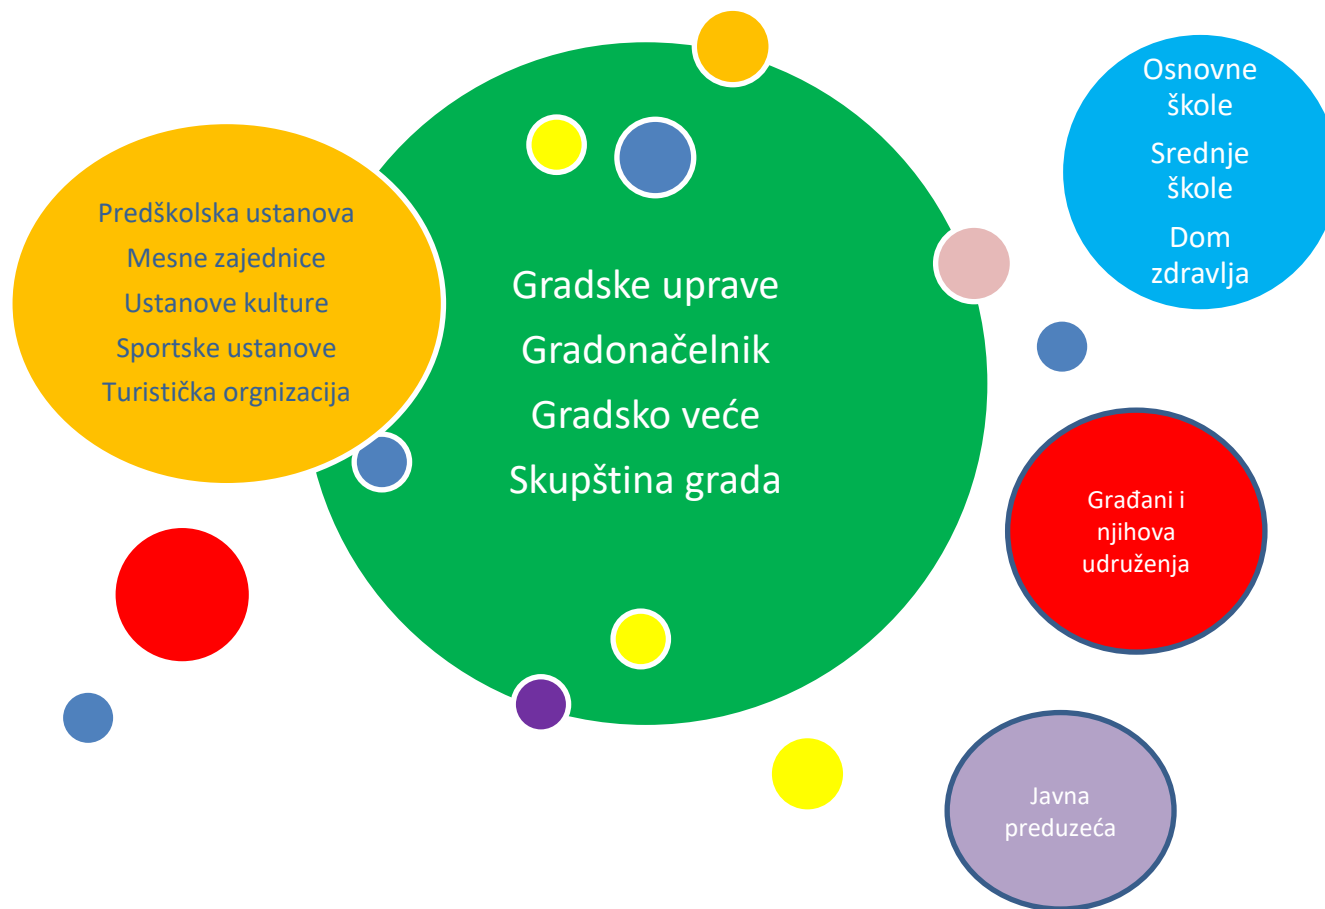 Predškolska ustanova
Mesne zajednice
Ustanove kulture
Sportske ustanove
Turistička orgnizacija
Gradske uprave
Gradonačelnik
Gradsko veće
Skupština grada
Osnovne
škole
Srednje
škole
Dom
zdravlja
Građani i
njihova
udruženja
Javna
preduzeća